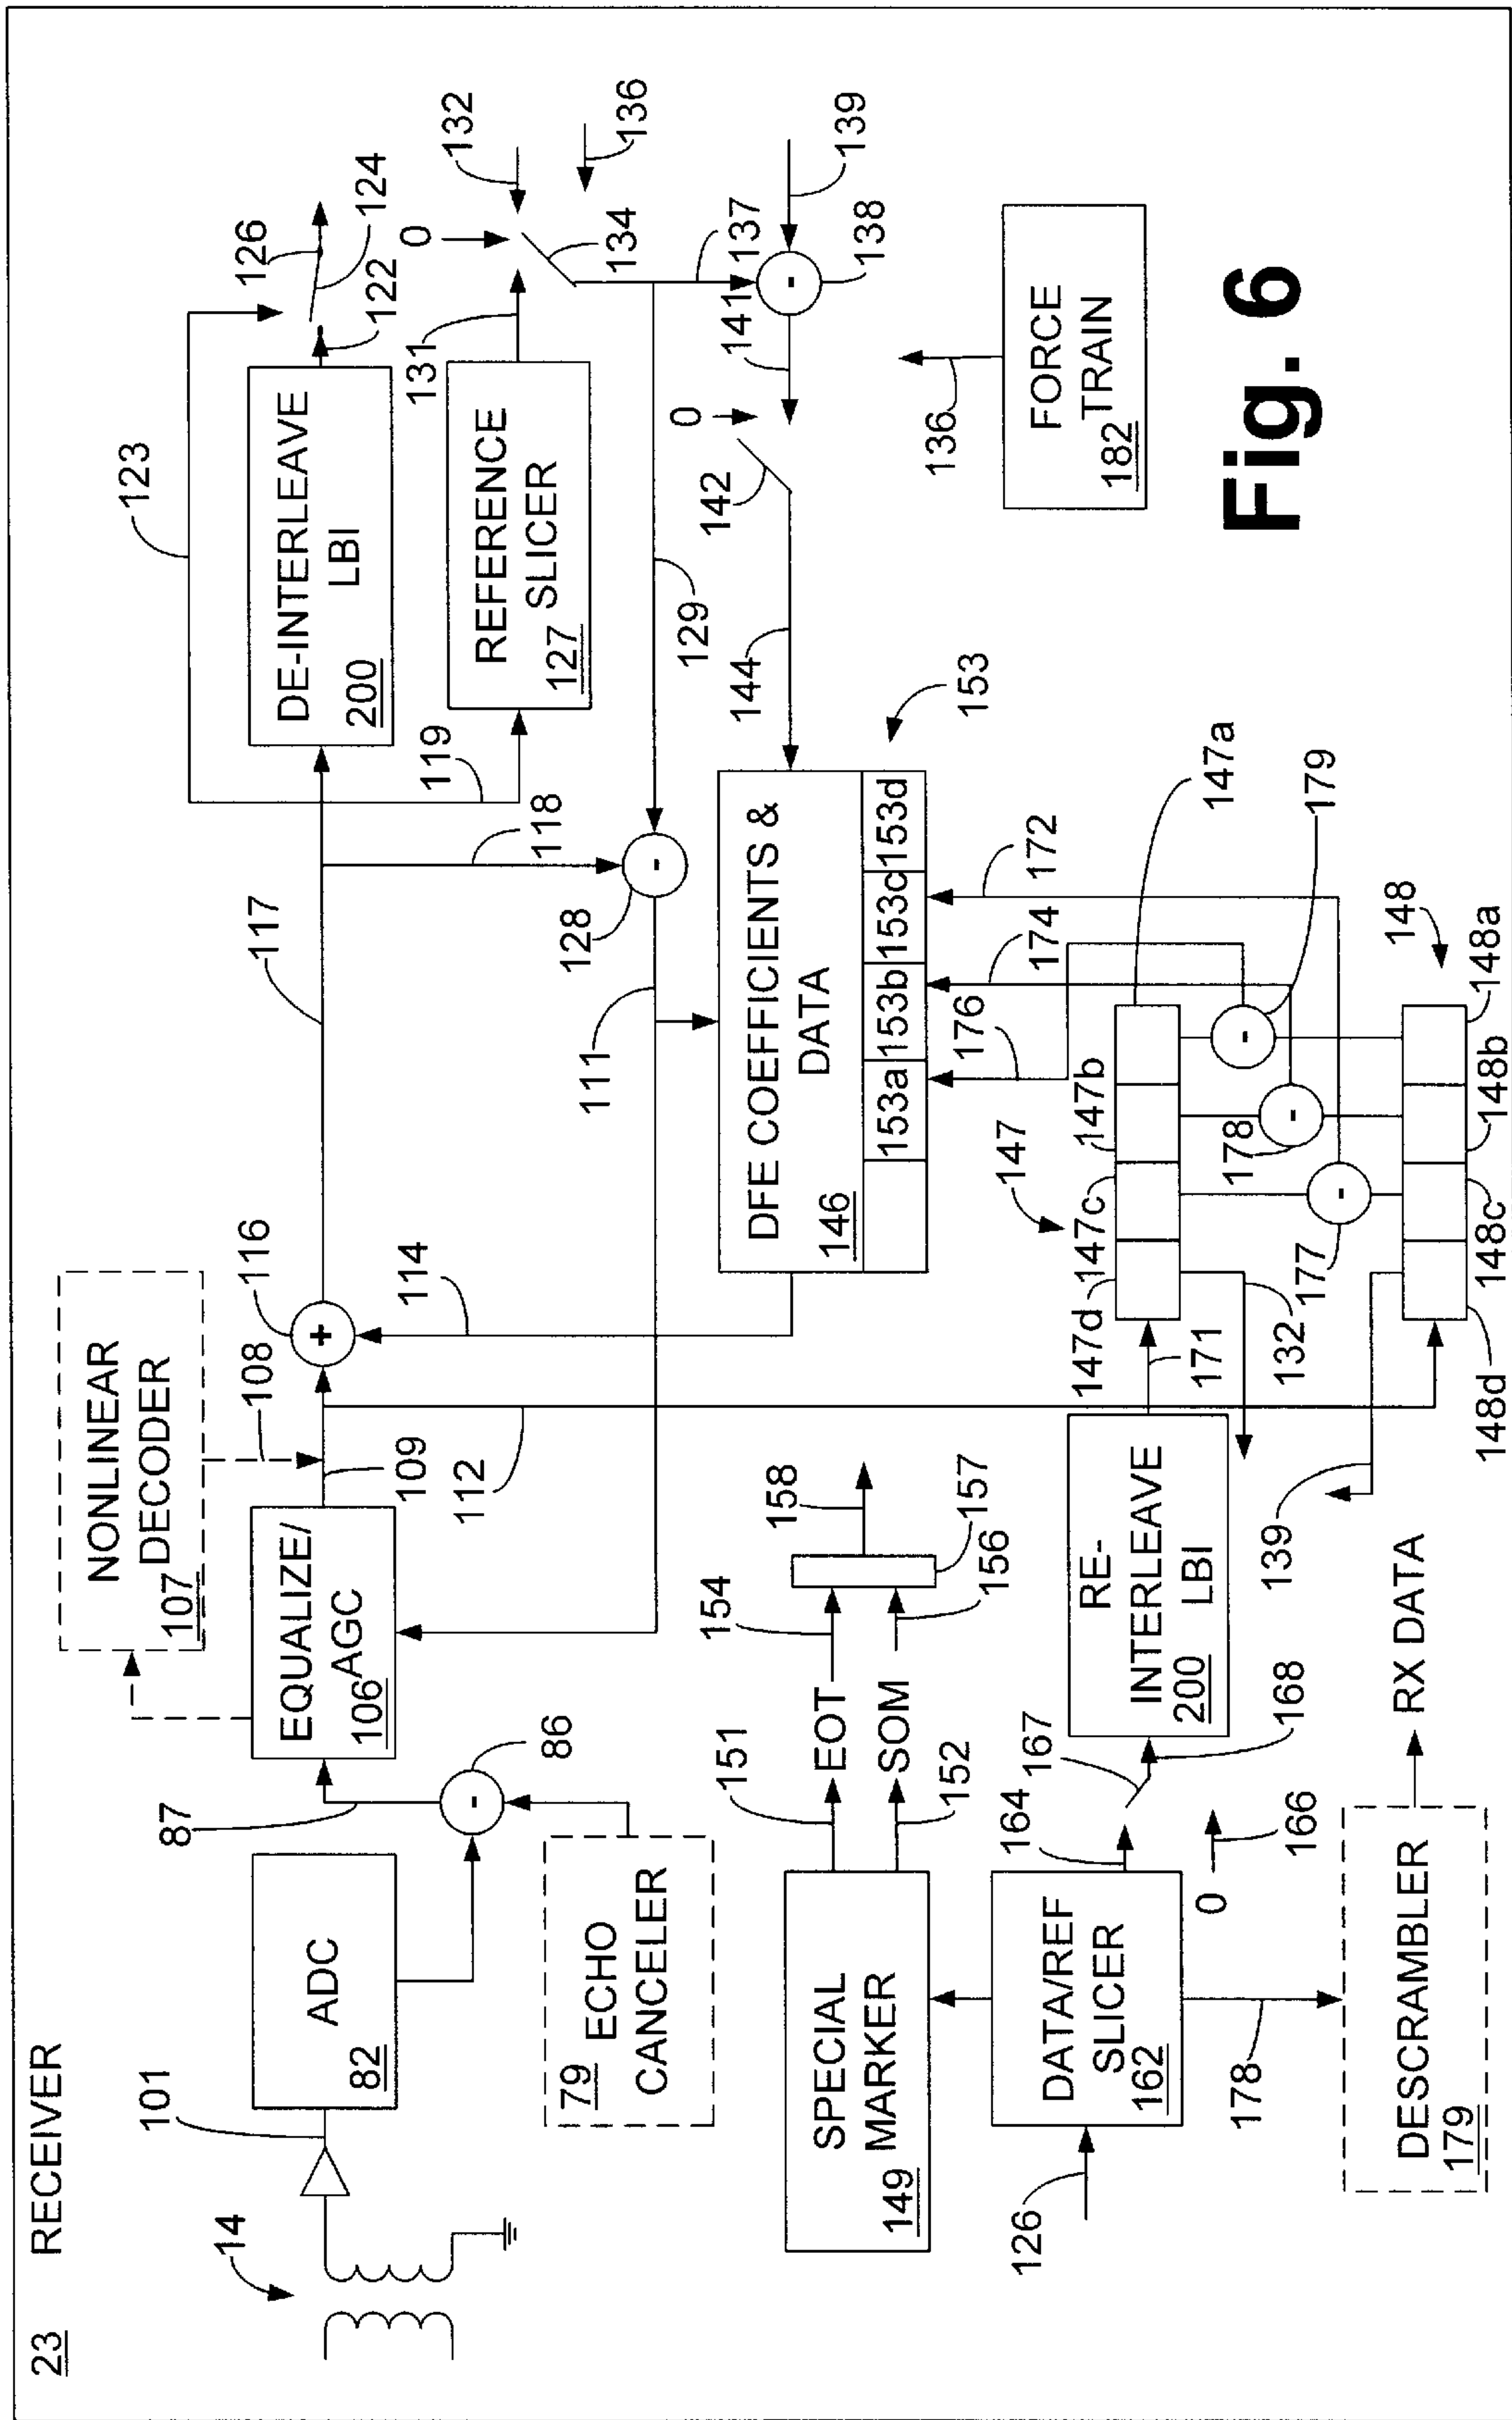 23 RECEIVER
14
101
ADC
82
87
86
79 ECHO
CANCELER
NONLINEAR
DECODER
107
108
EQUALIZE/
AGC
106
109
112
116
114
117
111
118
128
119
123
DE-INTERLEAVE
LBI
200
122
124
126
REFERENCE
SLICER
127
131
129
132
0
134
136
137
138
139
141
0
142
144
DFE COEFFICIENTS &
DATA
146
153a
153b
153c
153d
153
172
174
176
147
147a
147b
147c
147d
179
178
177
148
148a
148b
148c
148d
171
132
139
136
FORCE
TRAIN
182
SPECIAL
MARKER
149
151
152
EOT
SOM
154
156
157
158
126
DATA/REF
SLICER
162
164
0
166
167
168
RE-
INTERLEAVE
LBI
200
178
DESCRAMBLER
179
RX DATA
Fig. 6